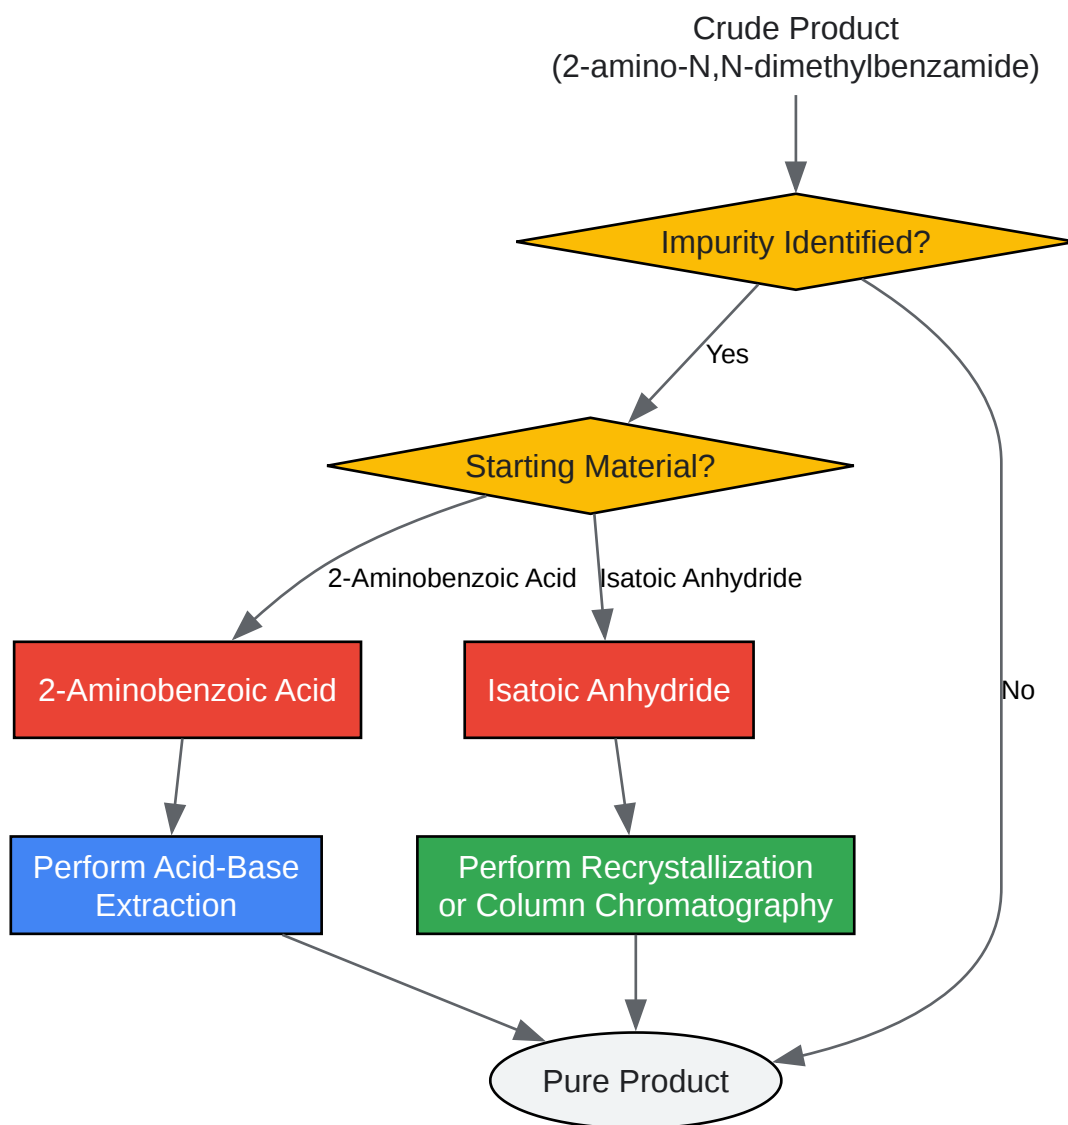 Crude Product
(2-amino-N,N-dimethylbenzamide)
Impurity Identified?
Yes
Starting Material?
2-Aminobenzoic Acid
Isatoic Anhydride
2-Aminobenzoic Acid
Isatoic Anhydride
No
Perform Acid-Base
Extraction
Perform Recrystallization
or Column Chromatography
Pure Product